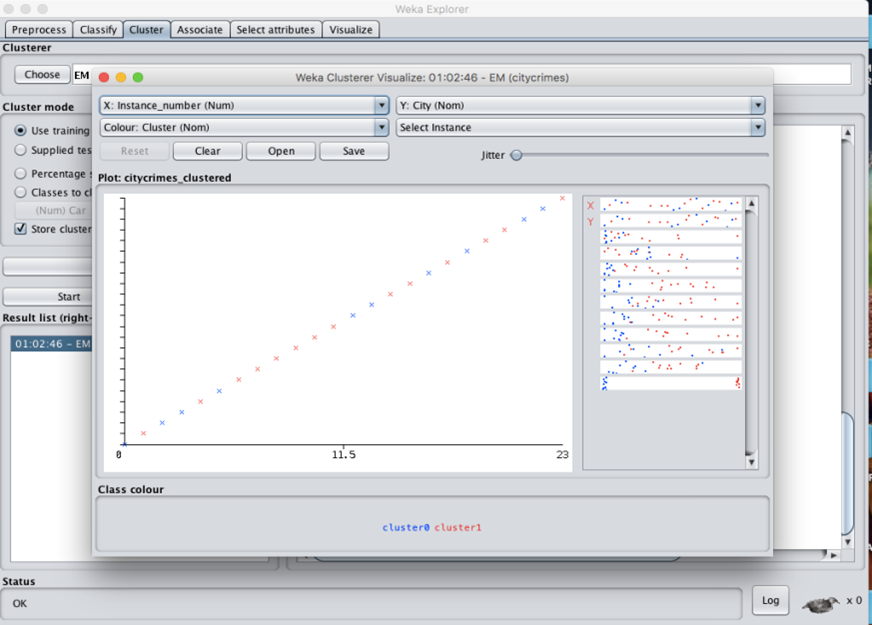 Weka Explorer
Preprocess Classify Cluster Associate Select attributes Visualize
Clusterer
Choose EM
Weka Clusterer Visualize: 01:02:46 - EM (citycrimes)
Cluster mode
Use training
Supplied tes
Percentage s
Classes to cl
(Num) Car
Store cluster
Start
Result list (right-
01:02:46 - EM
X: Instance_number (Num) Y: City (Nom)
Colour: Cluster (Nom) Select Instance
Reset Clear Open Save Jitter
Plot: citycrimes_clustered
X
Y
0 11.5 23
Class colour
cluster0 cluster1
Status
OK Log x 0